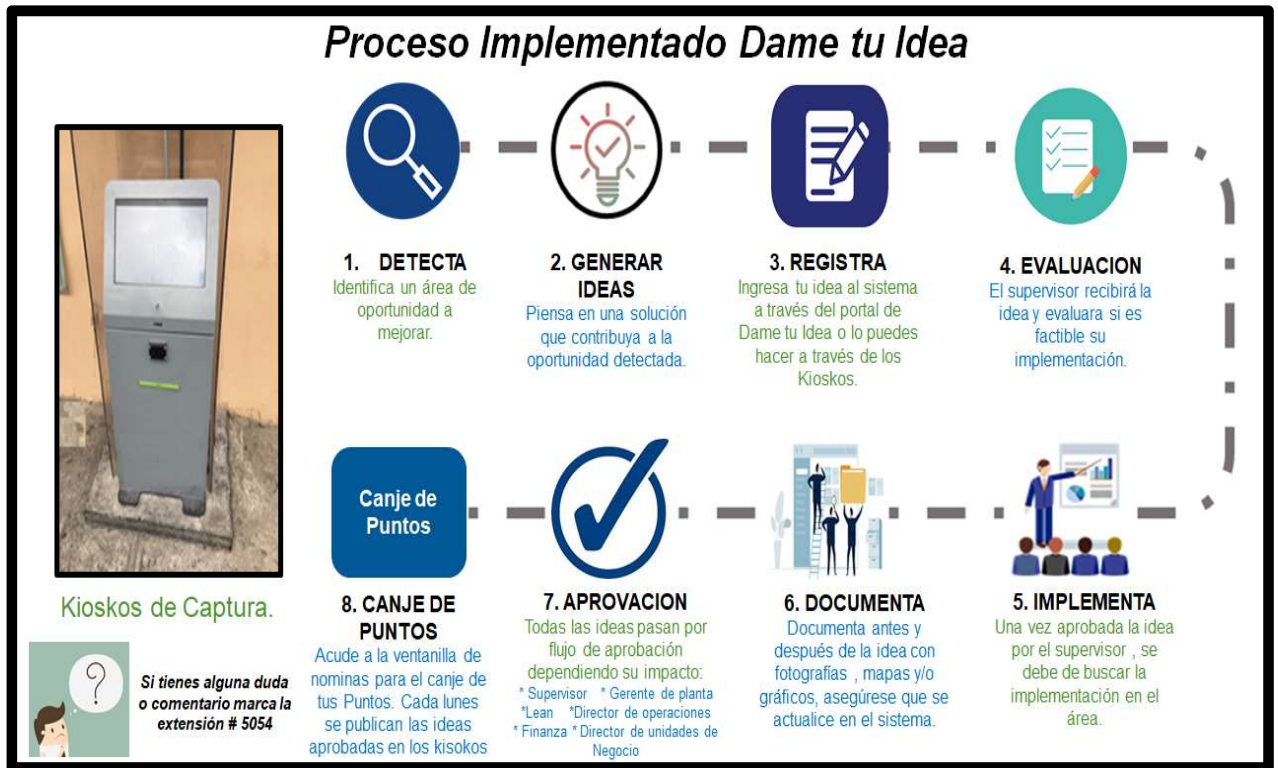 Proceso Implementado Dame tu Idea
1. DETECTA
Identifica un área de
oportunidad a
mejorar.
2. GENERAR
IDEAS
Piensa en una solución
que contribuya a la
oportunidad detectada.
3. REGISTRA
Ingresa tu idea al sistema
a través del portal de
Dame tu Idea o lo puedes
hacer a través de los
Kioskos.
4. EVALUACION
El supervisor recibirá la
idea y evaluara si es
factible su
implementación.
5. IMPLEMENTA
Una vez aprobada la idea
por el supervisor , se
debe de buscar la
implementación en el
área.
6. DOCUMENTA
Documenta antes y
después de la idea con
fotografías , mapas y/o
gráficos, asegúrese que se
actualice en el sistema.
7. APROVACION
Todas las ideas pasan por
flujo de aprobación
dependiendo su impacto:
* Supervisor * Gerente de planta
*Lean *Director de operaciones
* Finanza * Director de unidades de
Negocio
Canje de
Puntos
8. CANJE DE
PUNTOS
Acude a la ventanilla de
nominas para el canje de
tus Puntos. Cada lunes
se publican las ideas
aprobadas en los kisokos
Kioskos de Captura.
?
Si tienes alguna duda
o comentario marca la
extensión # 5054